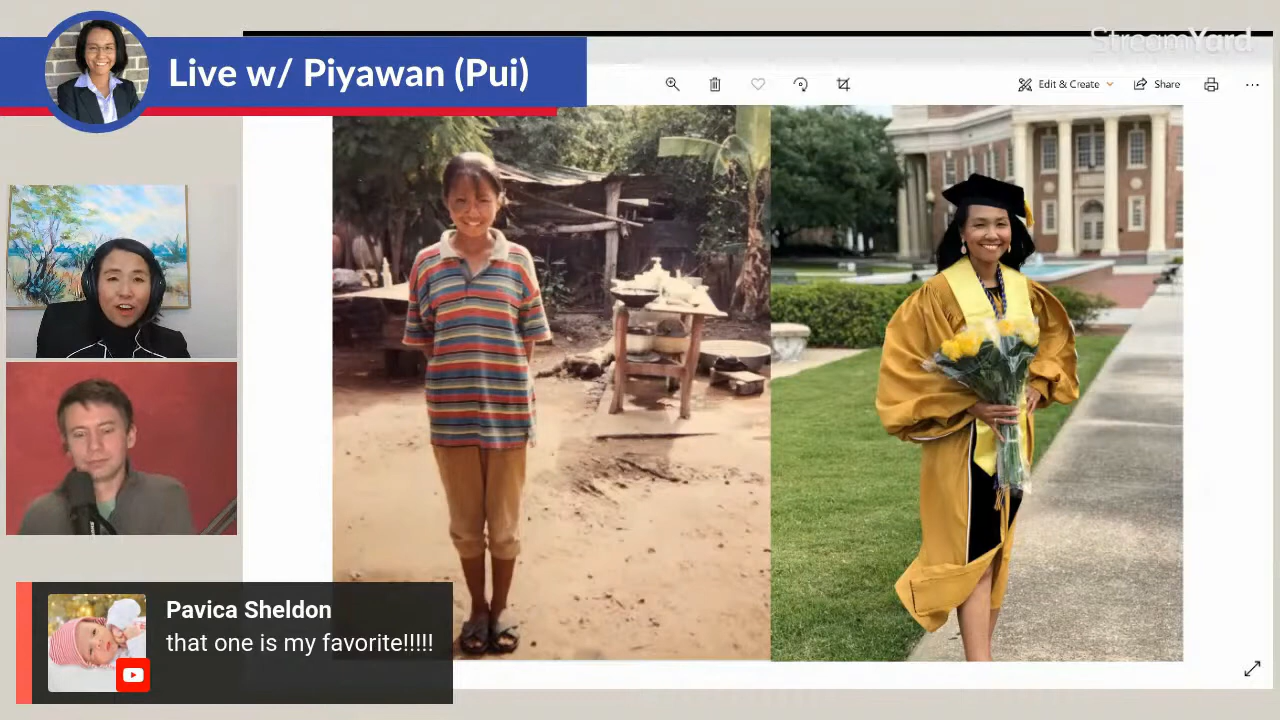 StreamYard
Live w/ Piyawan (Pui)
Edit & Create
Share
Pavica Sheldon
that one is my favorite!!!!!